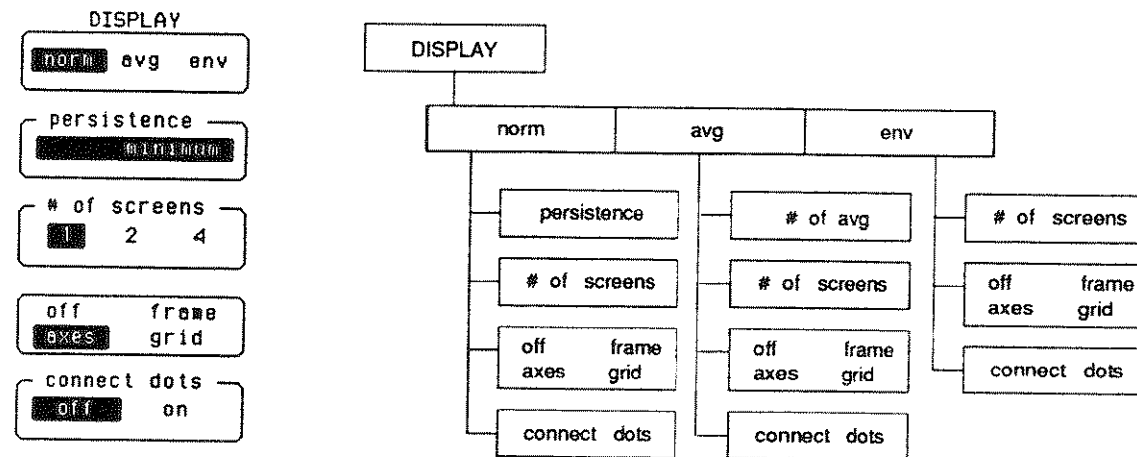 DISPLAY
norm avg env
persistence
minimum
# of screens
1 2 4
off frame
axes grid
connect dots
off on
DISPLAY
norm avg env
persistence
# of screens
off frame
axes grid
connect dots
# of avg
# of screens
off frame
axes grid
connect dots
# of screens
off frame
axes grid
connect dots